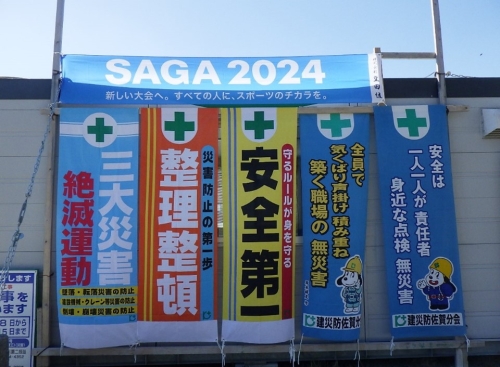 SAGA 2024
新しい大会へ。すべての人に、スポーツのチカラを。
三大災害
絶滅運動
墜落・転落災害の防止
建設機械・クレーン等災害の防止
倒壊・崩壊災害の防止
災害防止の第一歩
整理整頓
守るルールが身を守る
安全第一
全員で
気くばり声掛け 積み重ね
築く職場の 無災害
建災防佐賀分会
安全は
一人一人が 責任者
身近な点検 無災害
建災防佐賀分会